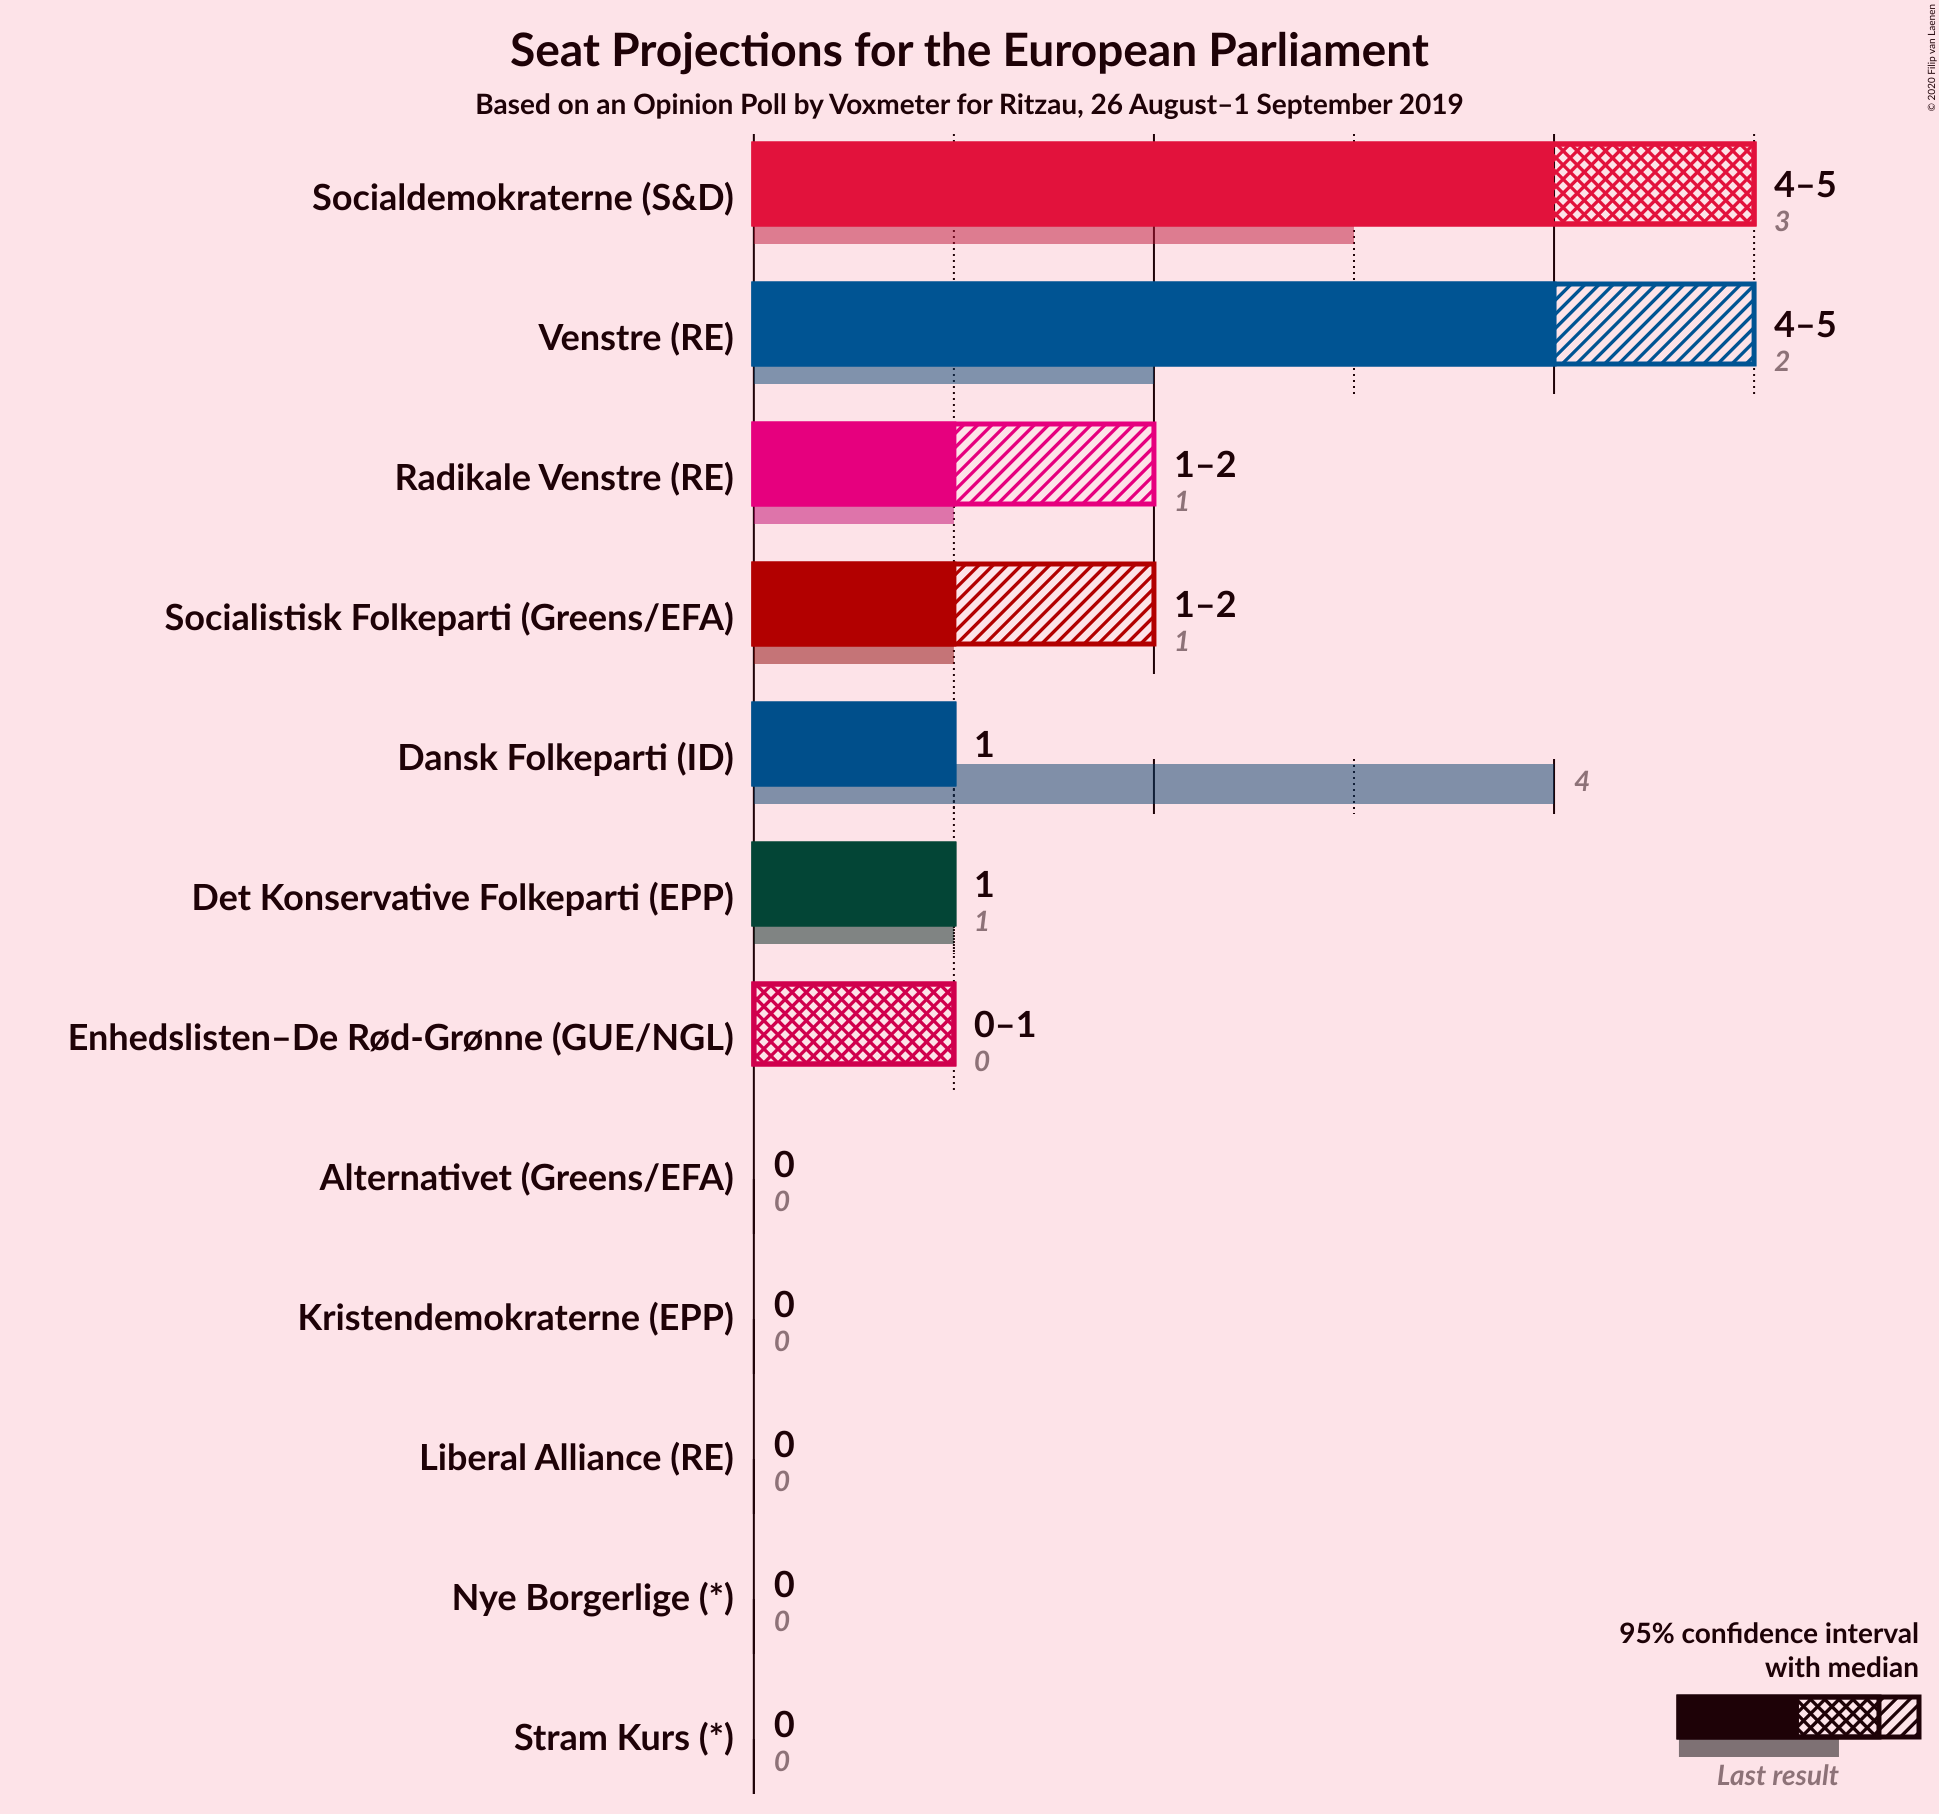 Seat Projections for the European Parliament
Based on an Opinion Poll by Voxmeter for Ritzau, 26 August–1 September 2019
© 2020 Filip van Laenen
Socialdemokraterne (S&D)
4–5
3
Venstre (RE)
4–5
2
Radikale Venstre (RE)
1–2
1
Socialistisk Folkeparti (Greens/EFA)
1–2
1
Dansk Folkeparti (ID)
1
4
Det Konservative Folkeparti (EPP)
1
1
Enhedslisten–De Rød-Grønne (GUE/NGL)
0–1
0
Alternativet (Greens/EFA)
0
0
Kristendemokraterne (EPP)
0
0
Liberal Alliance (RE)
0
0
Nye Borgerlige (*)
0
0
Stram Kurs (*)
0
0
95% confidence interval
with median
Last result